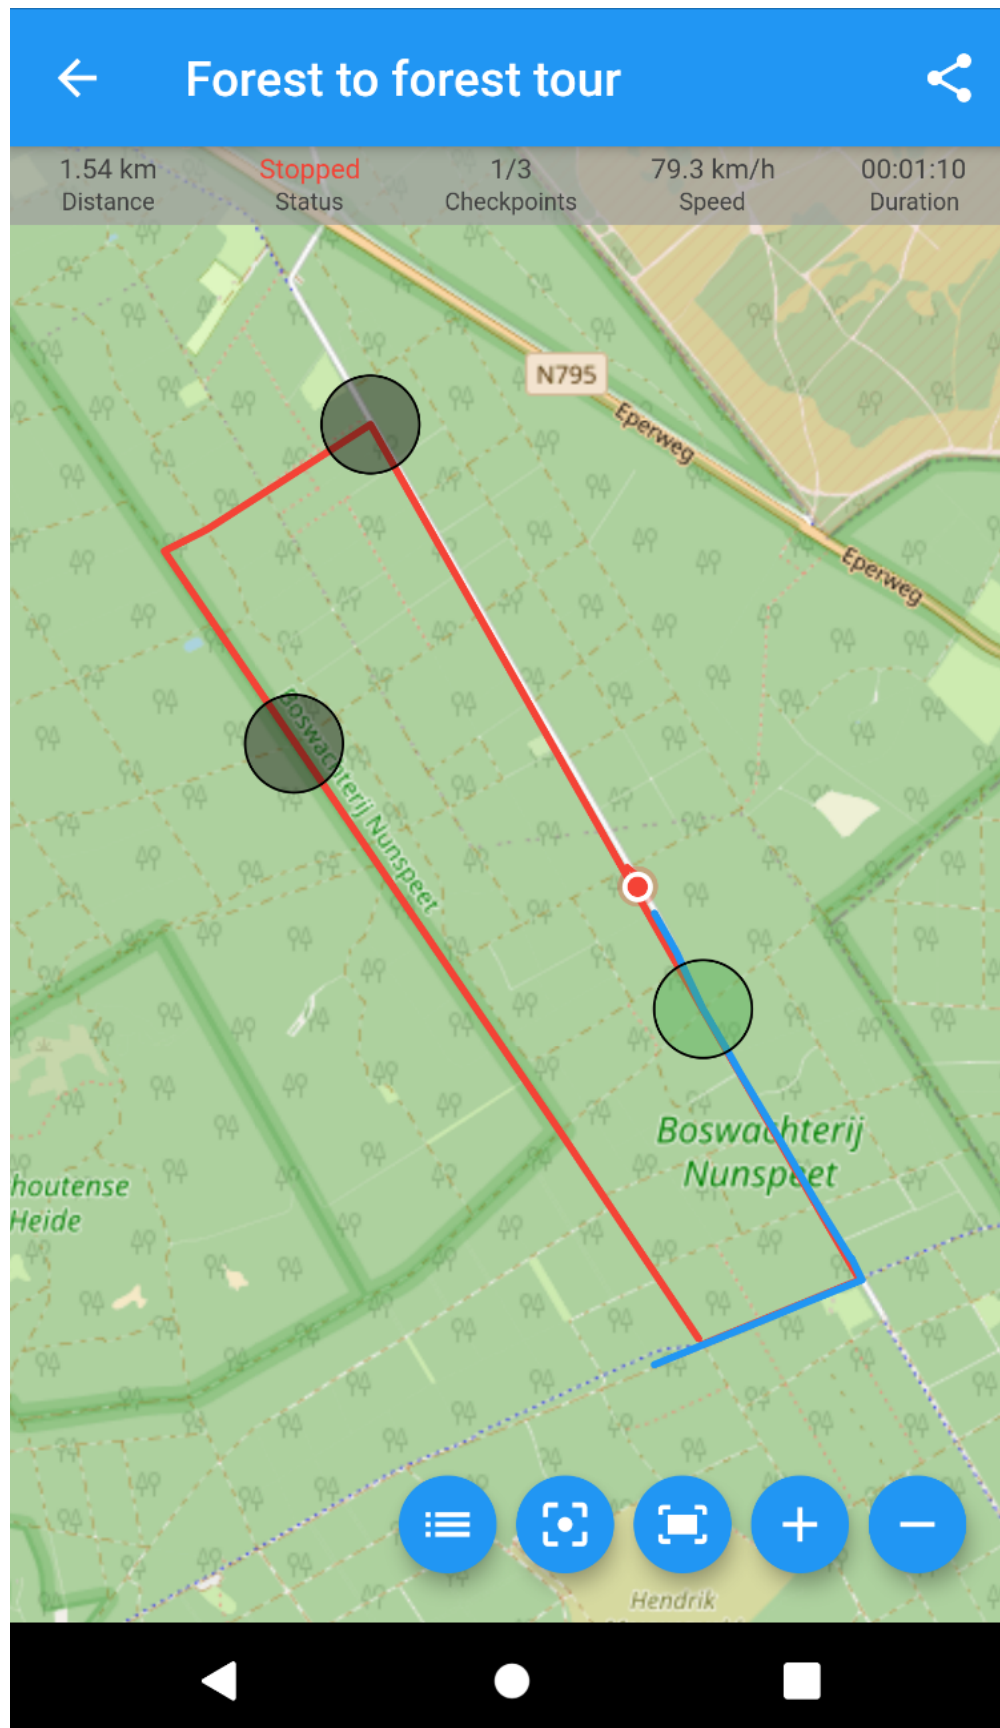 Forest to forest tour
1.54 km
Stopped
1/3
79.3 km/h
00:01:10
Distance
Status
Checkpoints
Speed
Duration
N795
Eperweg
Eperweg
Boswachterij Nunspeet
Boswachterij
Nunspeet
houtense
Heide
Hendrik